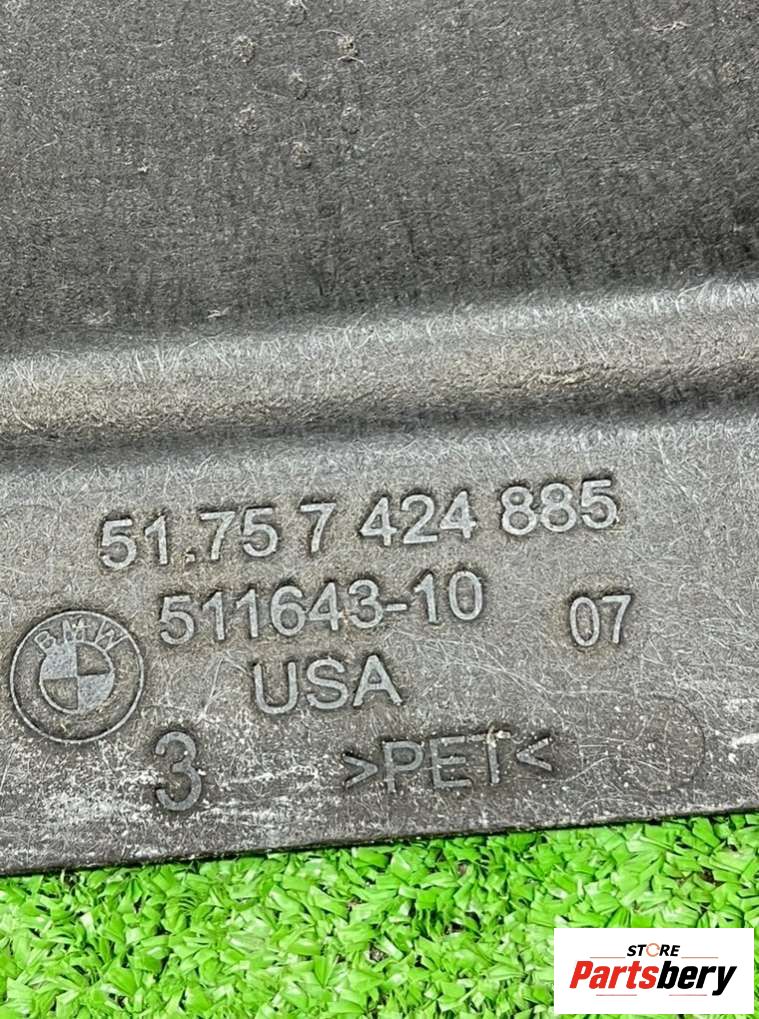 51.75 7 424 885
511643-10 07
BMW
USA
3 >PET<
STORE
Partsbery